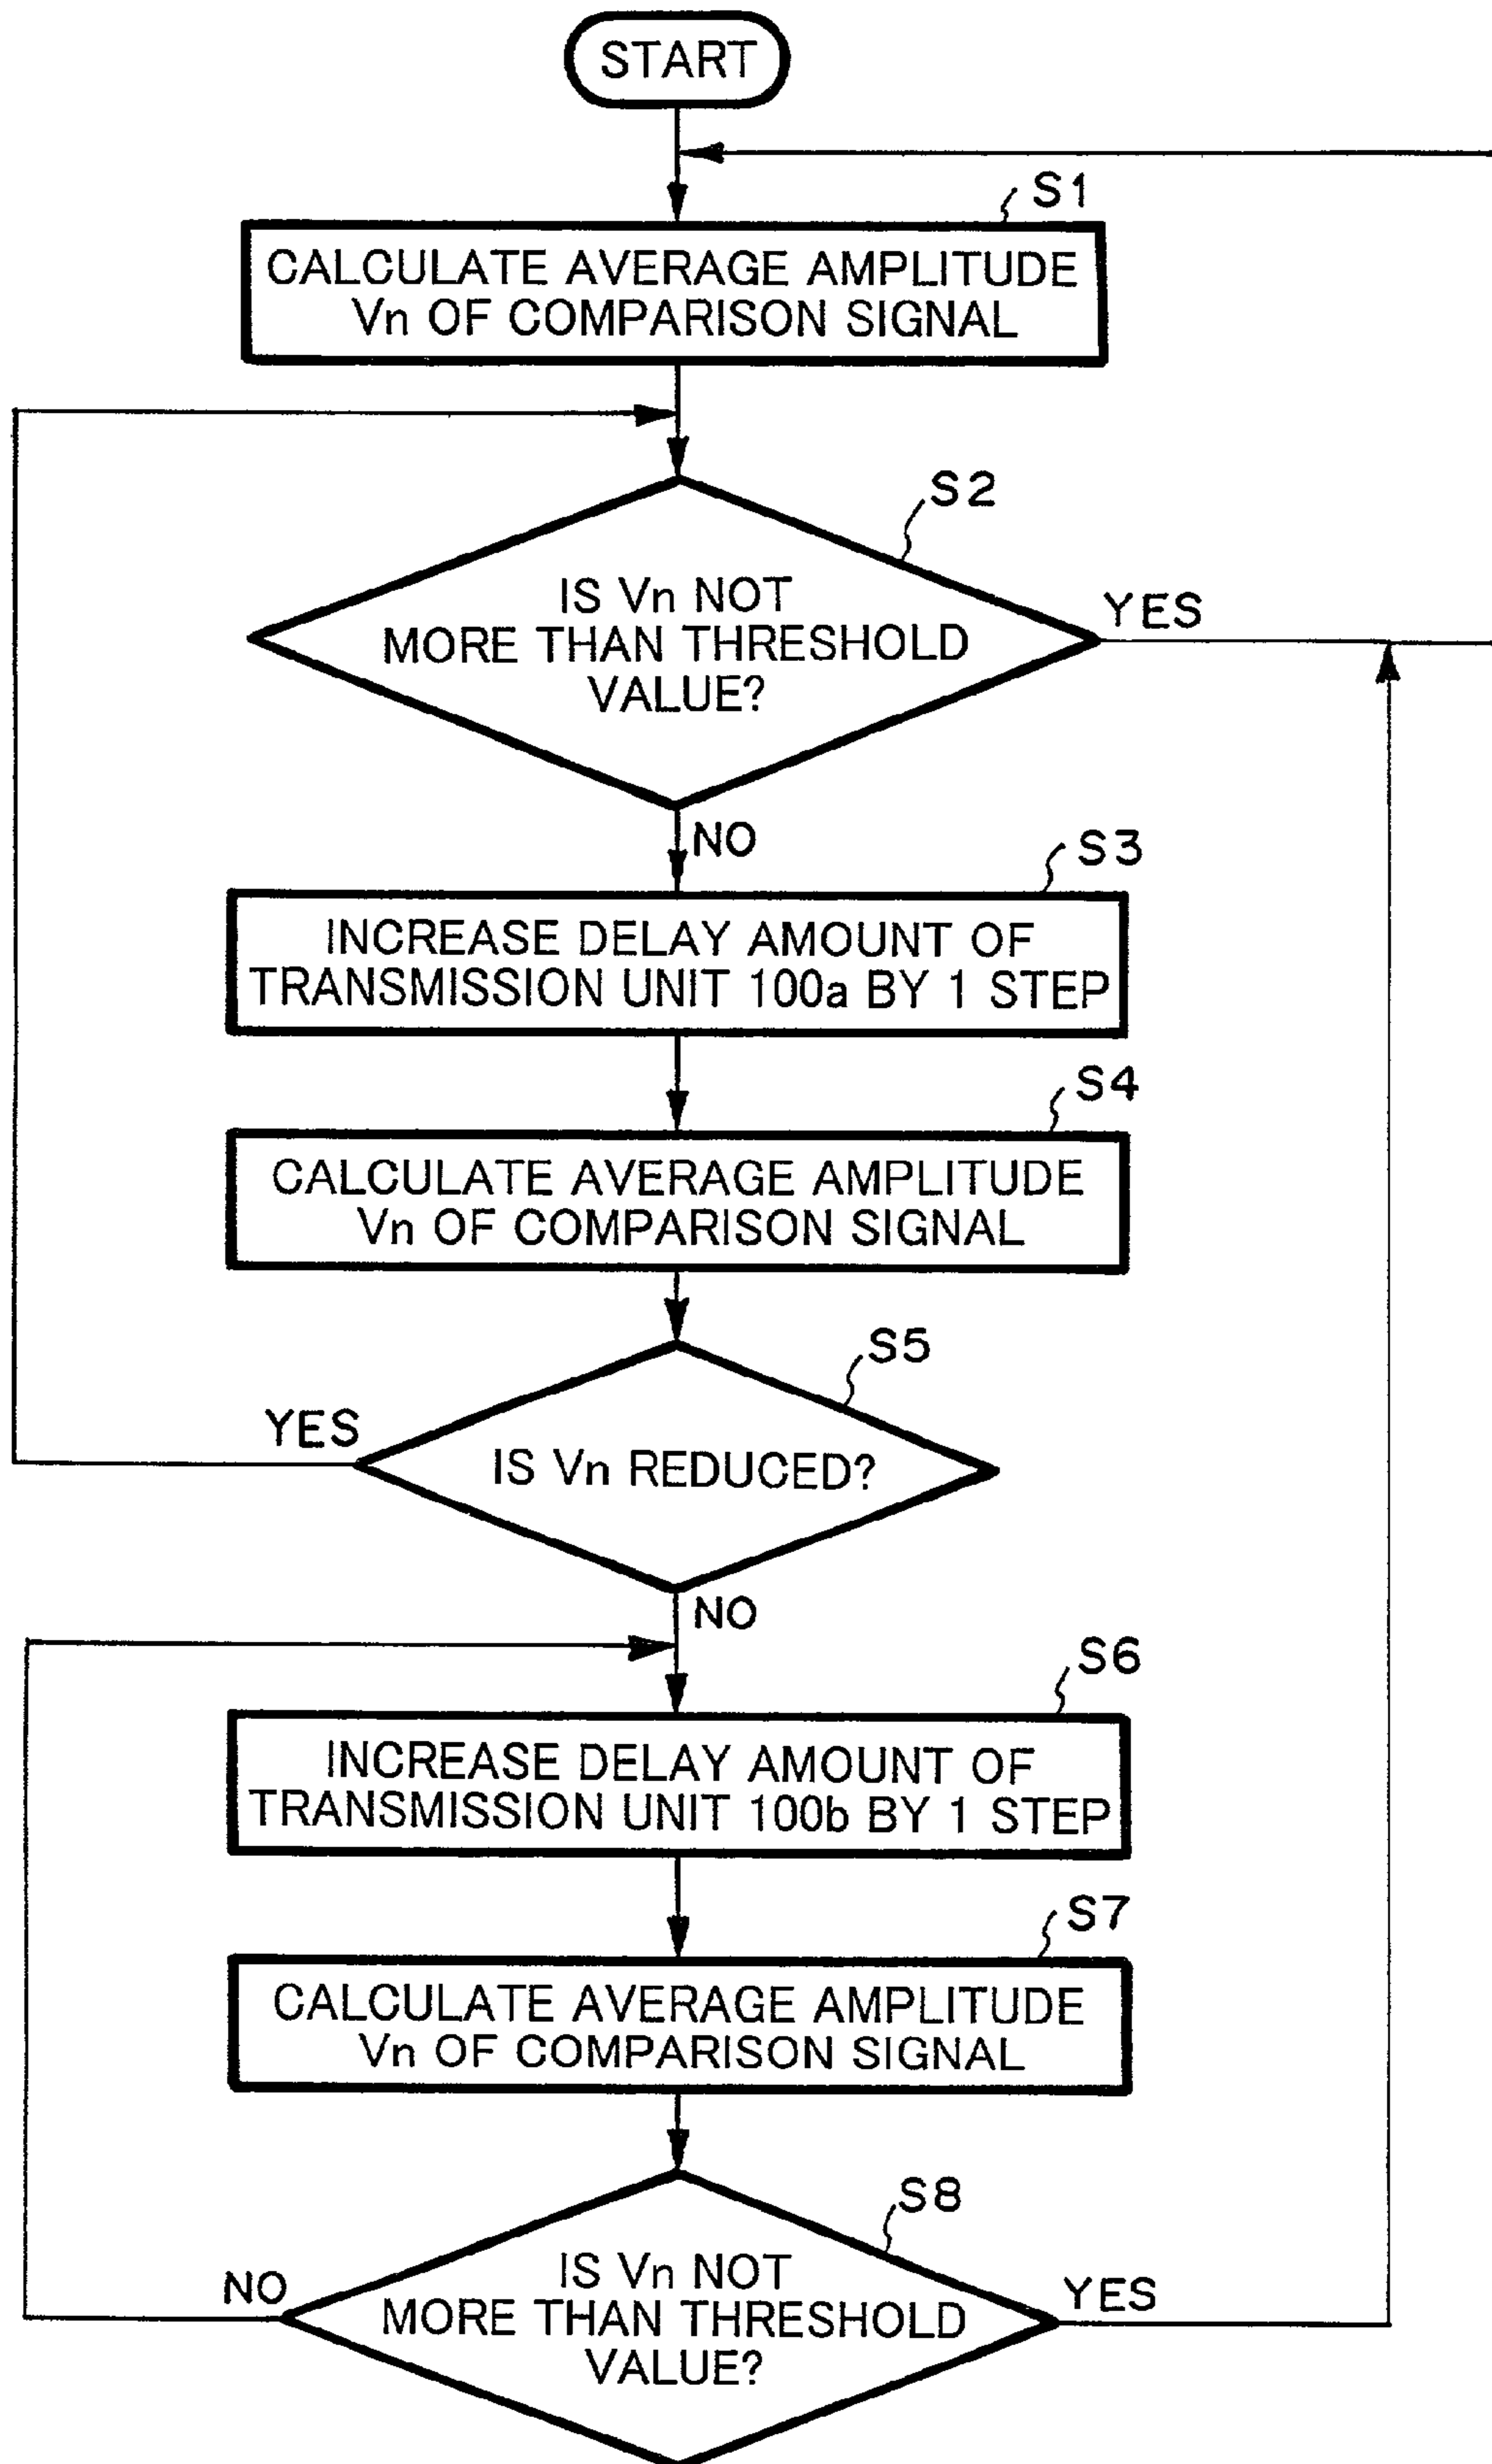 START
S1
CALCULATE AVERAGE AMPLITUDE
Vn OF COMPARISON SIGNAL
S2
IS Vn NOT
MORE THAN THRESHOLD
VALUE?
YES
NO
S3
INCREASE DELAY AMOUNT OF
TRANSMISSION UNIT 100a BY 1 STEP
S4
CALCULATE AVERAGE AMPLITUDE
Vn OF COMPARISON SIGNAL
S5
YES
IS Vn REDUCED?
NO
S6
INCREASE DELAY AMOUNT OF
TRANSMISSION UNIT 100b BY 1 STEP
S7
CALCULATE AVERAGE AMPLITUDE
Vn OF COMPARISON SIGNAL
S8
IS Vn NOT
MORE THAN THRESHOLD
VALUE?
NO
YES